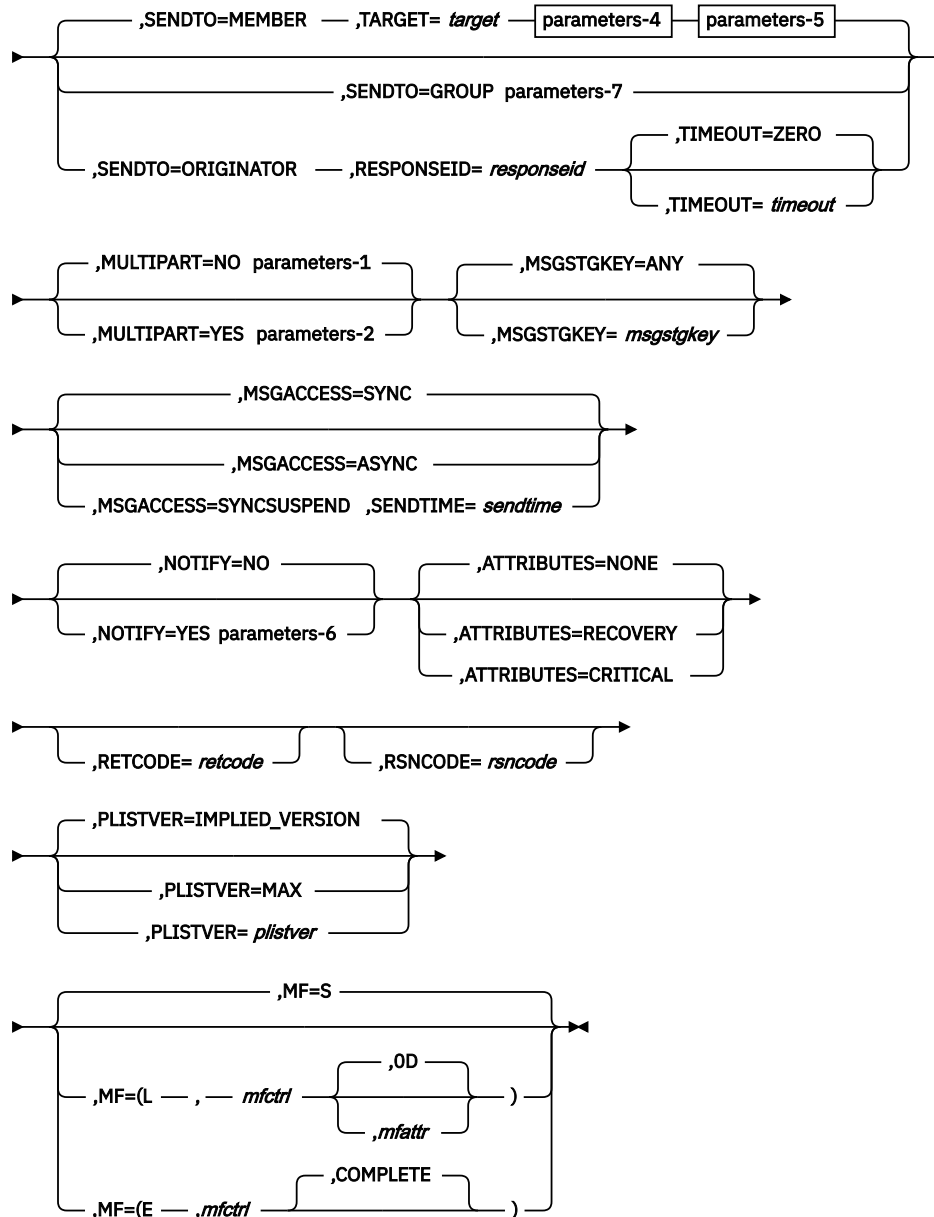 ,SENDTO=MEMBER ,TARGET= target parameters-4 parameters-5
,SENDTO=GROUP parameters-7
,TIMEOUT=ZERO
,SENDTO=ORIGINATOR ,RESPONSEID= responseid
,TIMEOUT= timeout
,MULTIPART=NO parameters-1 ,MSGSTGKEY=ANY
,MULTIPART=YES parameters-2 ,MSGSTGKEY= msgstgkey
,MSGACCESS=SYNC
,MSGACCESS=ASYNC
,MSGACCESS=SYNCSUSPEND ,SENDTIME= sendtime
,NOTIFY=NO ,ATTRIBUTES=NONE
,NOTIFY=YES parameters-6 ,ATTRIBUTES=RECOVERY
,ATTRIBUTES=CRITICAL
,RETCODE= retcode ,RSNCODE= rsncode
,PLISTVER=IMPLIED_VERSION
,PLISTVER=MAX
,PLISTVER= plistver
,MF=S
,0D
,MF=(L , mfctrl )
,mfattr
,COMPLETE
,MF=(E ,mfctrl )